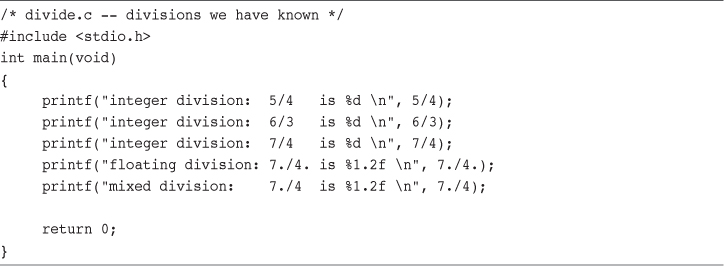 /* divide.c -- divisions we have known */
#include <stdio.h>
int main(void)
{
     printf("integer division:  5/4   is %d \n", 5/4);
     printf("integer division:  6/3   is %d \n", 6/3);
     printf("integer division:  7/4   is %d \n", 7/4);
     printf("floating division: 7./4. is %1.2f \n", 7./4.);
     printf("mixed division:    7./4  is %1.2f \n", 7./4);

     return 0;
}